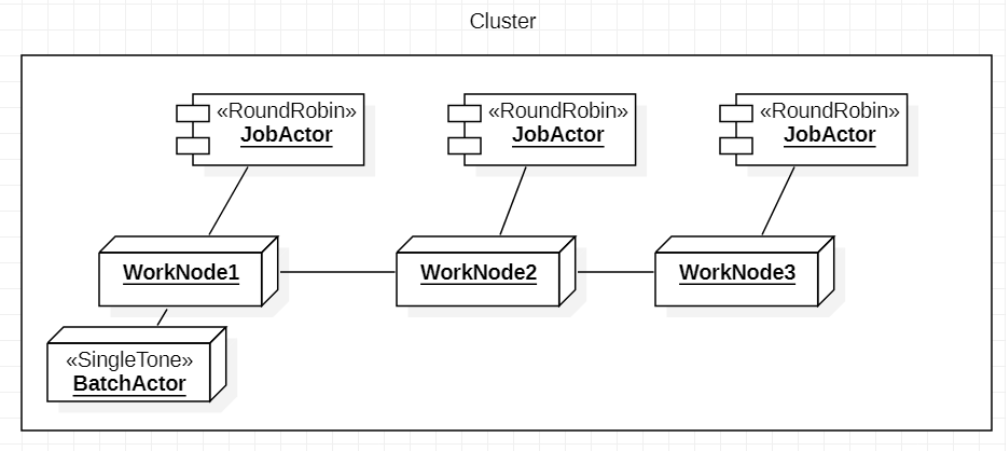 Cluster
«RoundRobin»
JobActor
«RoundRobin»
JobActor
«RoundRobin»
JobActor
WorkNode1
WorkNode2
WorkNode3
«SingleTone»
BatchActor